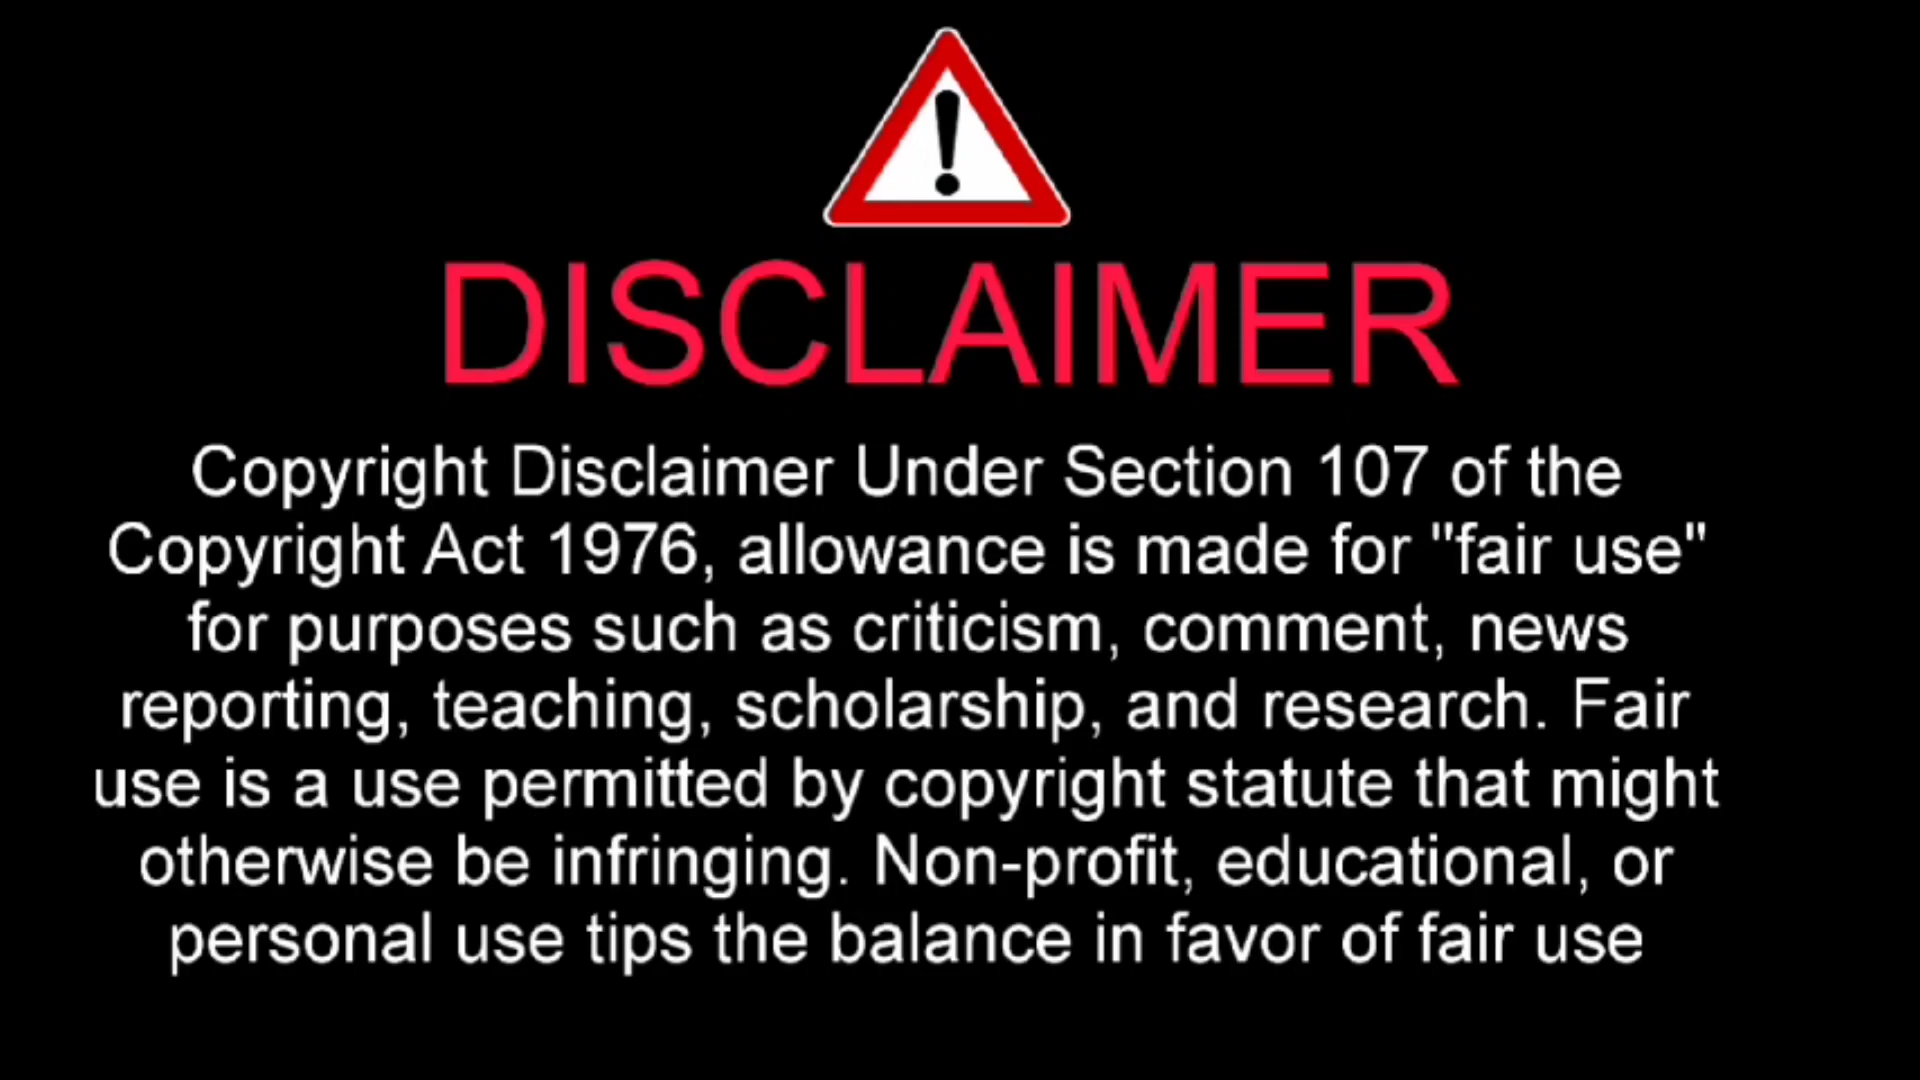 !
DISCLAIMER
Copyright Disclaimer Under Section 107 of the
Copyright Act 1976, allowance is made for "fair use"
for purposes such as criticism, comment, news
reporting, teaching, scholarship, and research. Fair
use is a use permitted by copyright statute that might
otherwise be infringing. Non-profit, educational, or
personal use tips the balance in favor of fair use